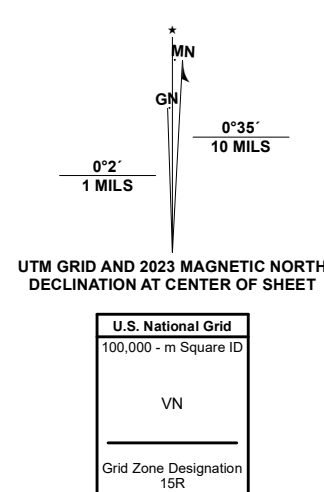 ★
MN
GN
0°35´
10 MILS
0°2´
1 MILS
UTM GRID AND 2023 MAGNETIC NORTH
DECLINATION AT CENTER OF SHEET
U.S. National Grid
100,000 - m Square ID
VN
Grid Zone Designation
15R